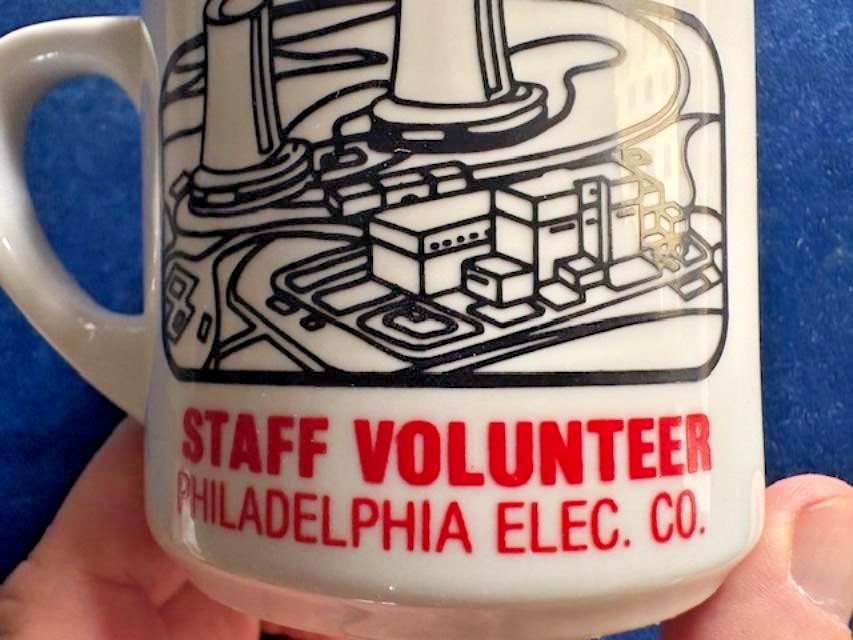 STAFF VOLUNTEER
PHILADELPHIA ELEC. CO.